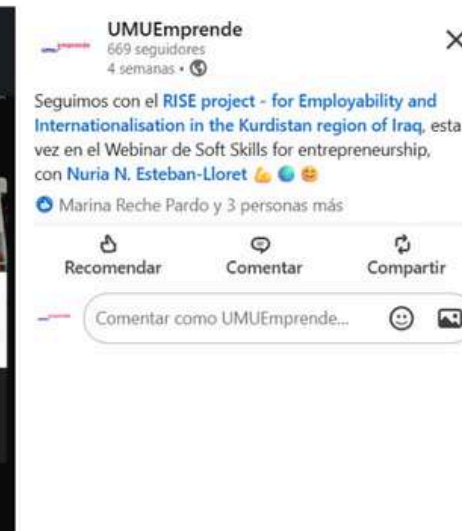 UMUEmprende
669 seguidores
4 semanas •
Seguimos con el RISE project - for Employability and
Internationalisation in the Kurdistan region of Iraq, esta
vez en el Webinar de Soft Skills for entrepreneurship,
con Nuria N. Esteban-Lloret 💪 🌍 😊
Marina Reche Pardo y 3 personas más
Recomendar Comentar Compartir
Comentar como UMUEmprende...